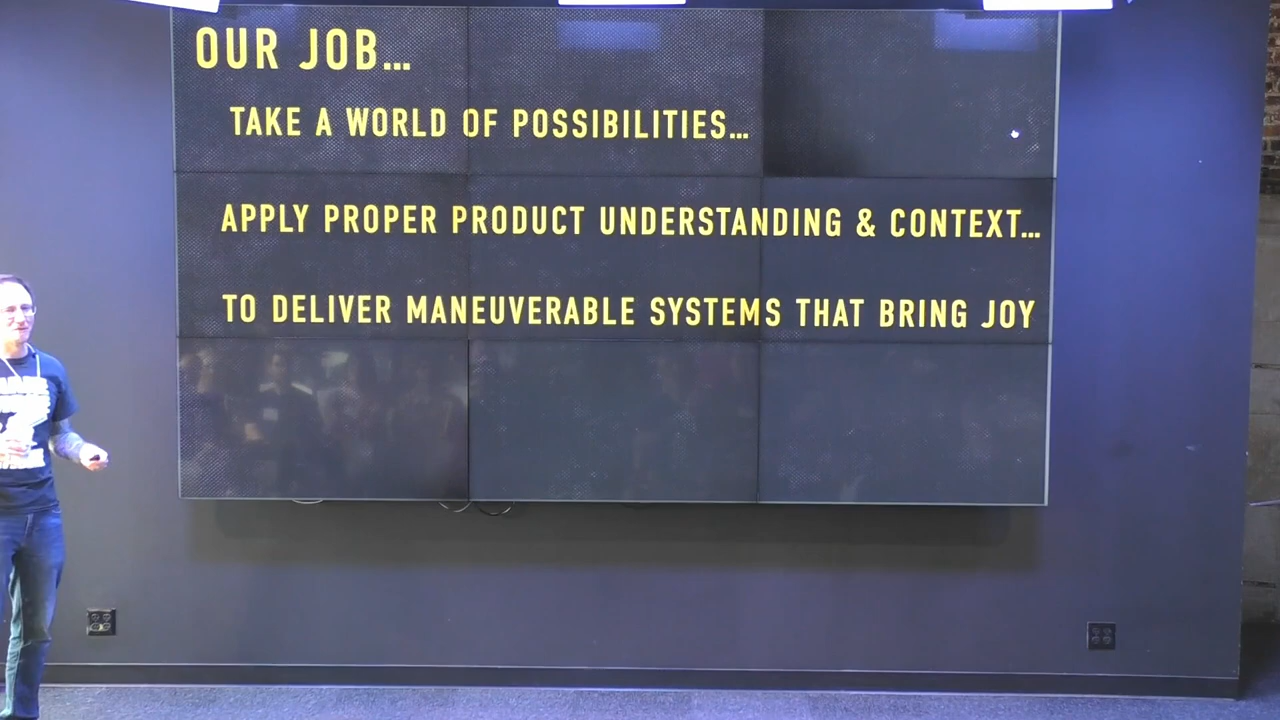 OUR JOB...
TAKE A WORLD OF POSSIBILITIES...
APPLY PROPER PRODUCT UNDERSTANDING & CONTEXT...
TO DELIVER MANEUVERABLE SYSTEMS THAT BRING JOY